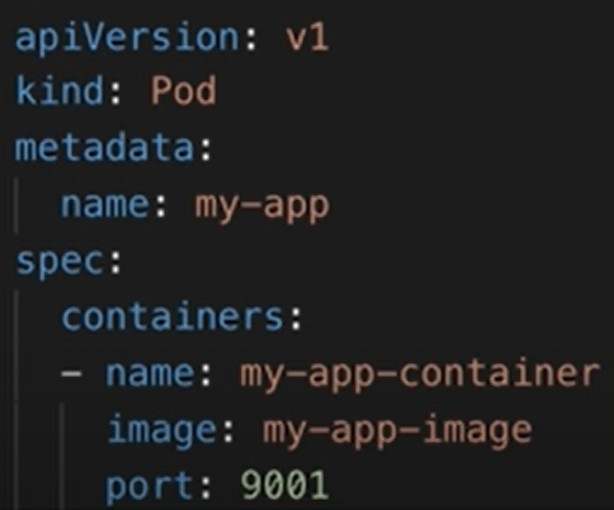 apiVersion: v1
kind: Pod
metadata:
  name: my-app
spec:
  containers:
  - name: my-app-container
    image: my-app-image
    port: 9001